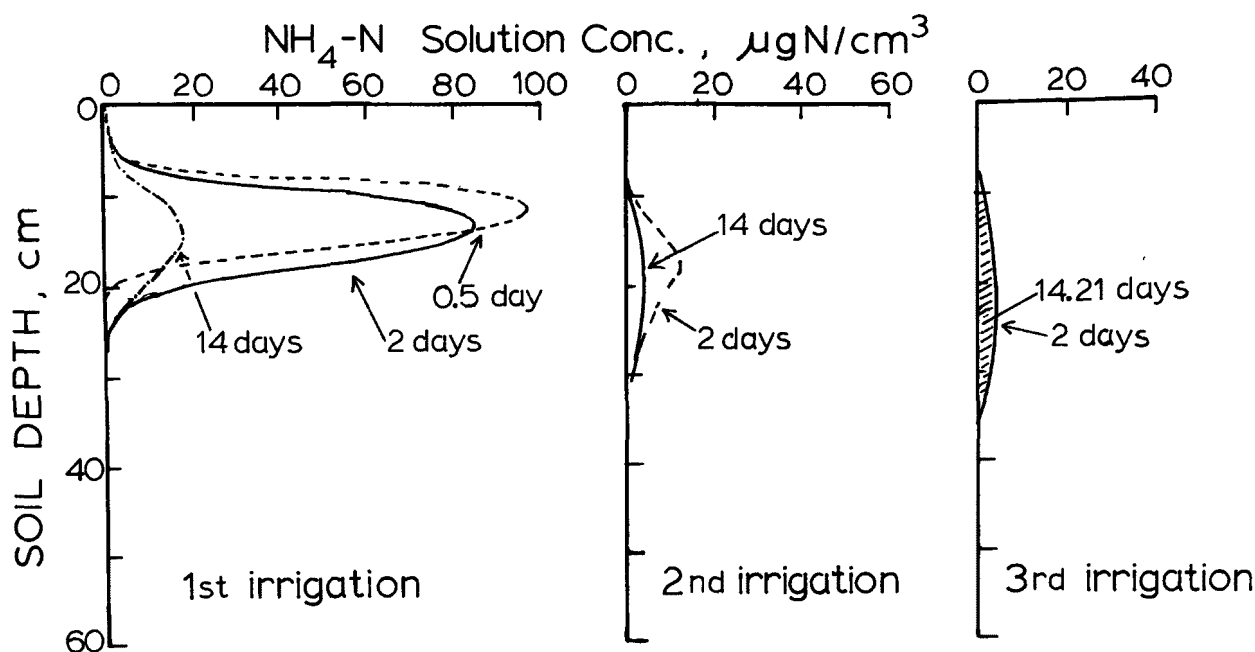 NH4-N Solution Conc., µgN/cm3
0 20 40 60 80 100
0 20 40 60
0 20 40
0
20
40
60
SOIL DEPTH, cm
14 days
2 days
0.5 day
14 days
2 days
14.21 days
2 days
1st irrigation
2nd irrigation
3rd irrigation